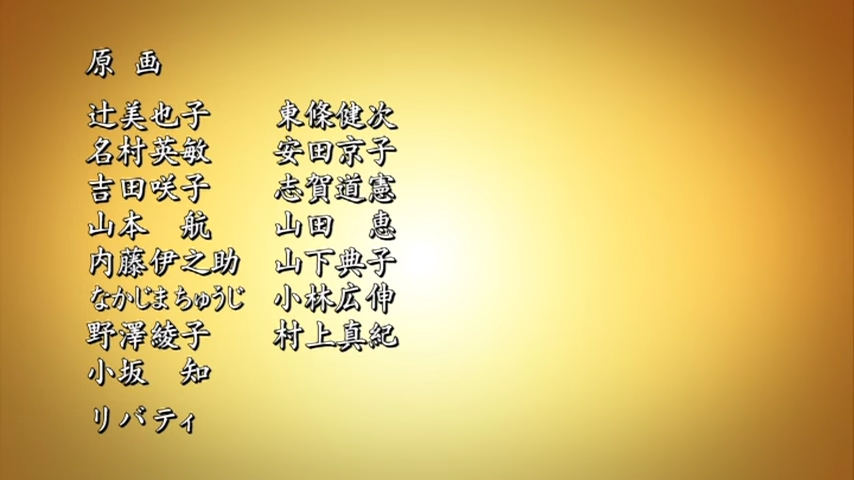 原 画
辻美也子 東條健次
名村英敏 安田京子
吉田咲子 志賀道憲
山本 航 山田 恵
内藤伊之助 山下典子
なかじまちゅうじ 小林広伸
野澤綾子 村上真紀
小坂 知
リバティ